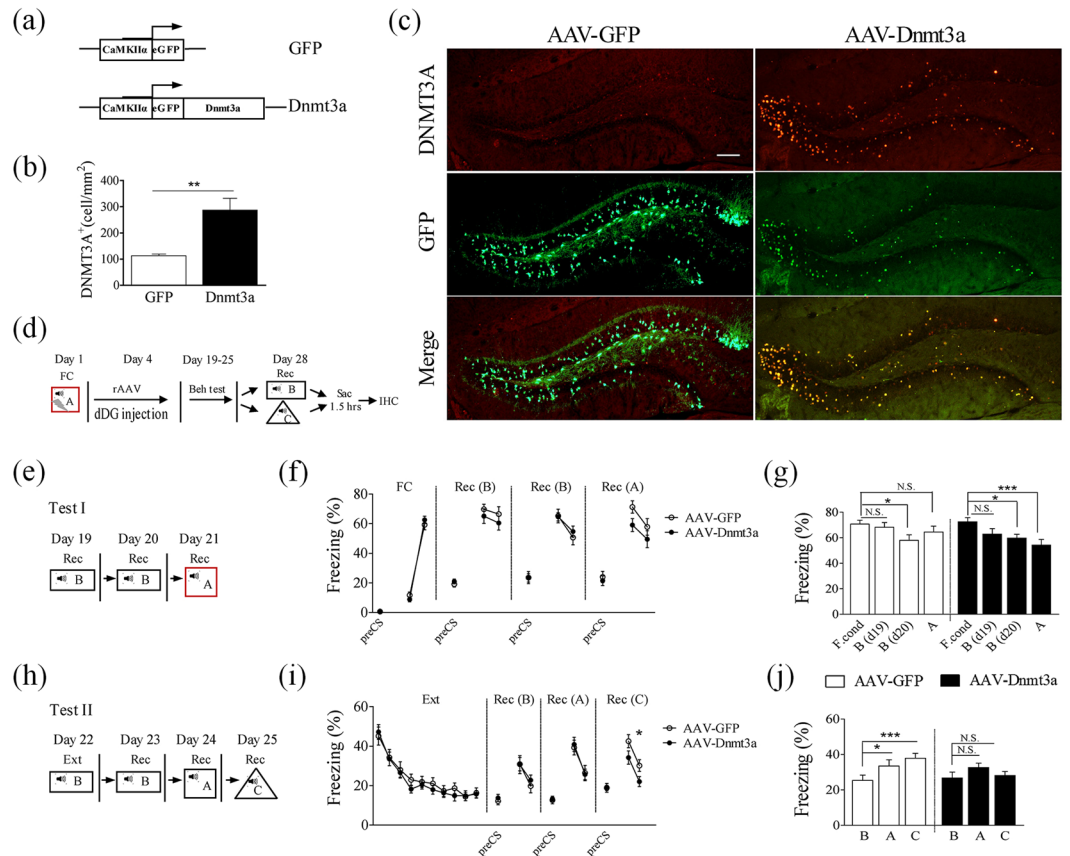 (a)
CaMKIIα eGFP
GFP
CaMKIIα eGFP Dnmt3a
Dnmt3a
(b)
DNMT3A+(cell/mm2)
400
300
200
100
0
**
GFP Dnmt3a
(c)
AAV-GFP AAV-Dnmt3a
DNMT3A
GFP
Merge
(d)
Day 1 Day 4 Day 19-25 Day 28
FC
A
rAAV
dDG injection
Beh test
Rec
B
C
Sac
1.5 hrs
IHC
(e)
Test I
Day 19 Day 20 Day 21
Rec Rec Rec
B B A
(f)
FC Rec (B) Rec (B) Rec (A)
Freezing (%)
80
60
40
20
0
preCS preCS preCS preCS
AAV-GFP
AAV-Dnmt3a
(g)
Freezing (%)
80
60
40
20
0
N.S.
*
N.S.
***
*
N.S.
F.cond B (d19) B (d20) A F.cond B (d19) B (d20) A
(h)
Test II
Day 22 Day 23 Day 24 Day 25
Ext Rec Rec Rec
B B A C
(i)
Ext Rec (B) Rec (A) Rec (C)
Freezing (%)
80
60
40
20
0
*
preCS preCS preCS
AAV-GFP
AAV-Dnmt3a
(j)
AAV-GFP AAV-Dnmt3a
Freezing (%)
80
60
40
20
0
***
*
N.S.
N.S.
B A C B A C